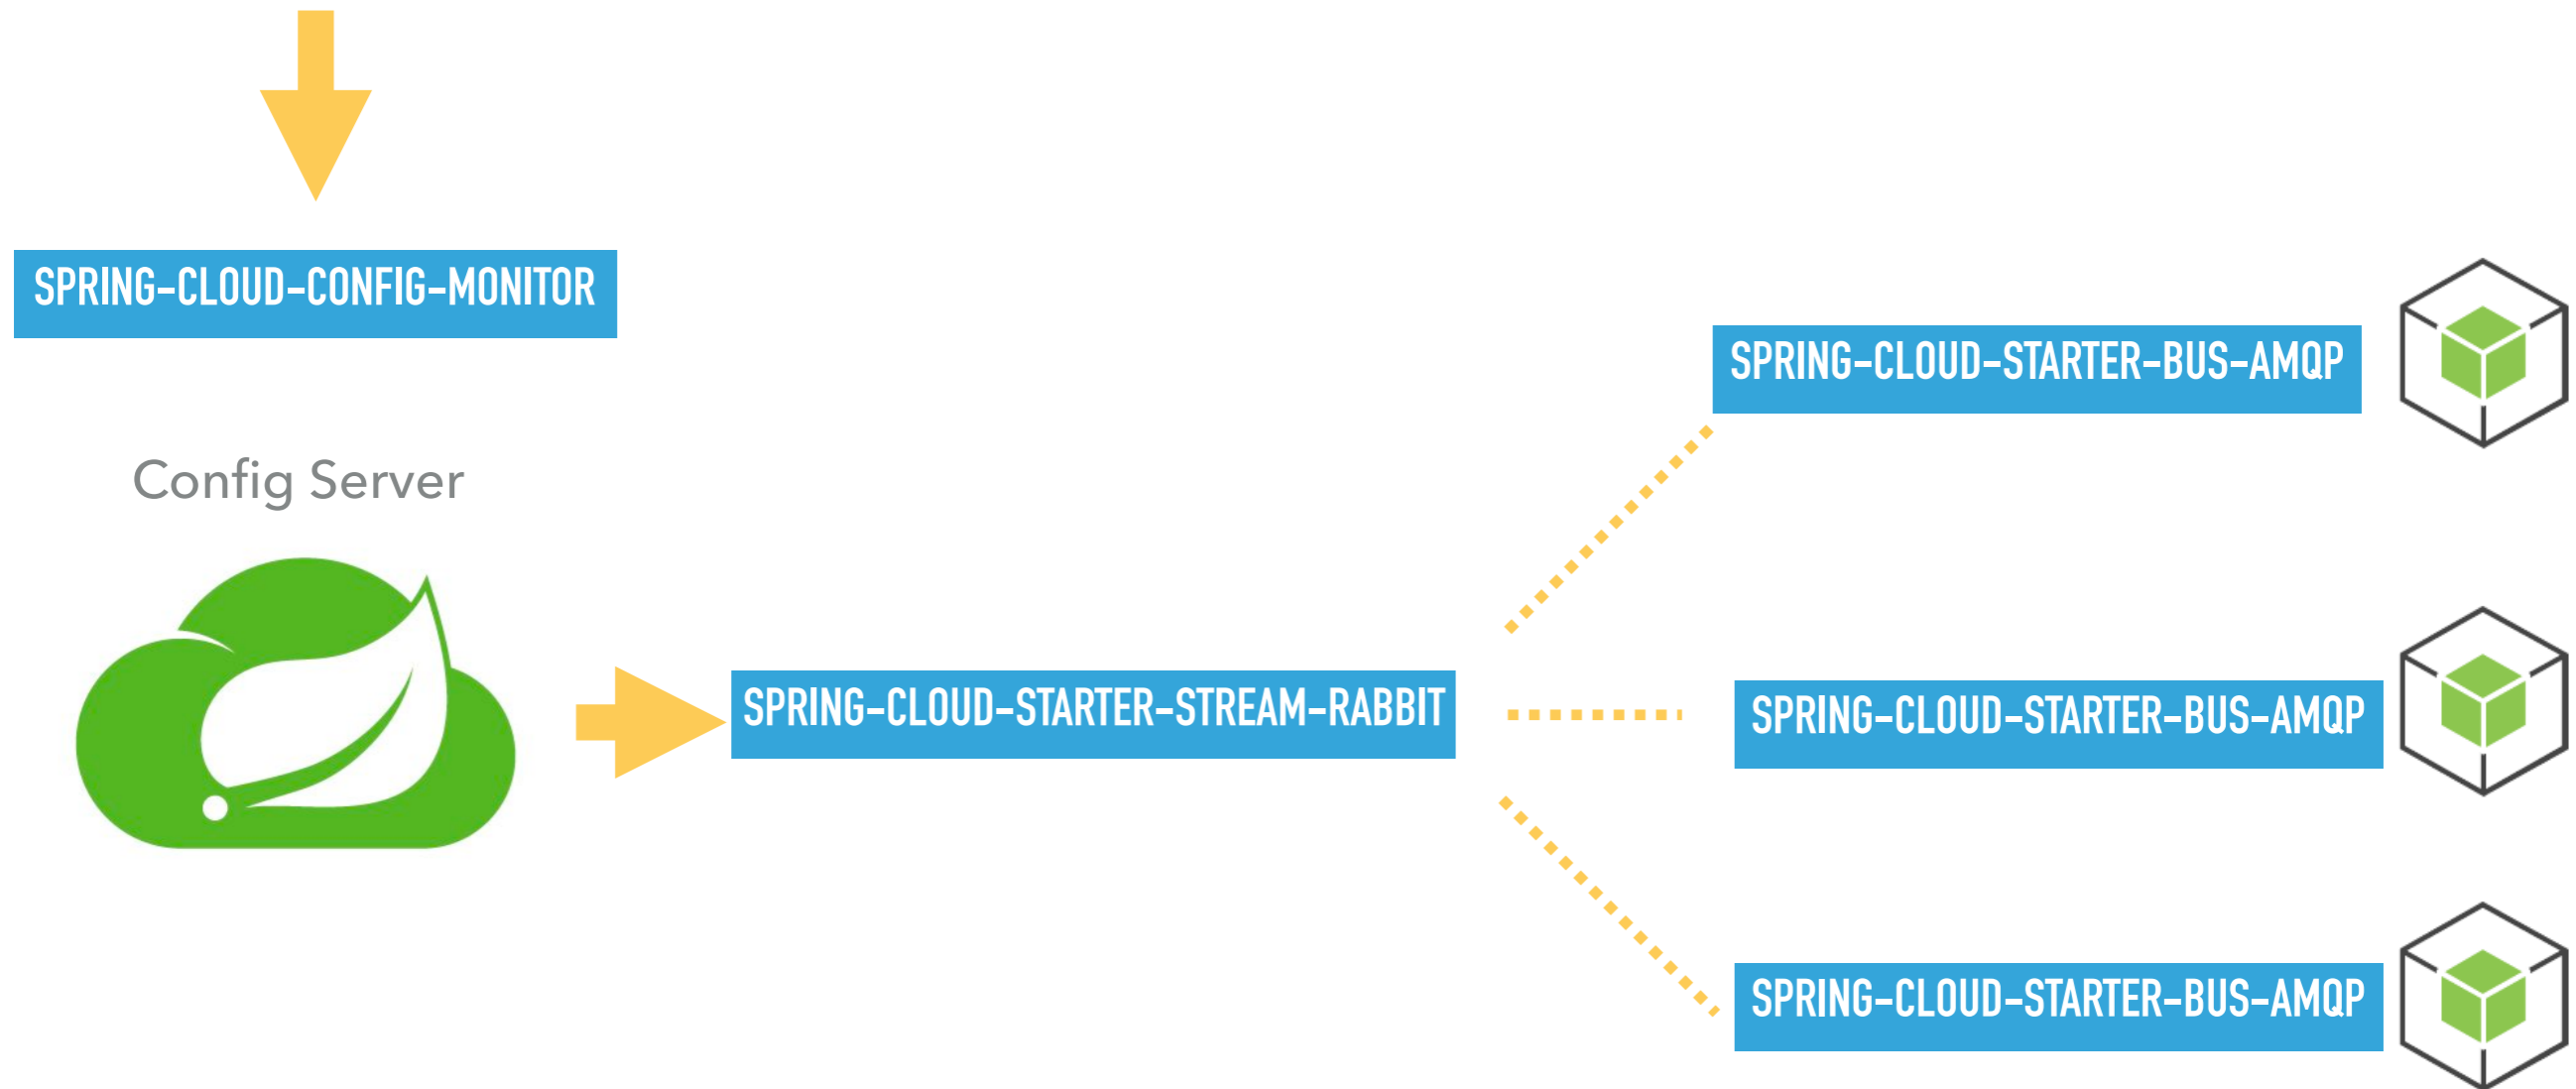 SPRING-CLOUD-CONFIG-MONITOR
Config Server
SPRING-CLOUD-STARTER-STREAM-RABBIT
SPRING-CLOUD-STARTER-BUS-AMQP
SPRING-CLOUD-STARTER-BUS-AMQP
SPRING-CLOUD-STARTER-BUS-AMQP